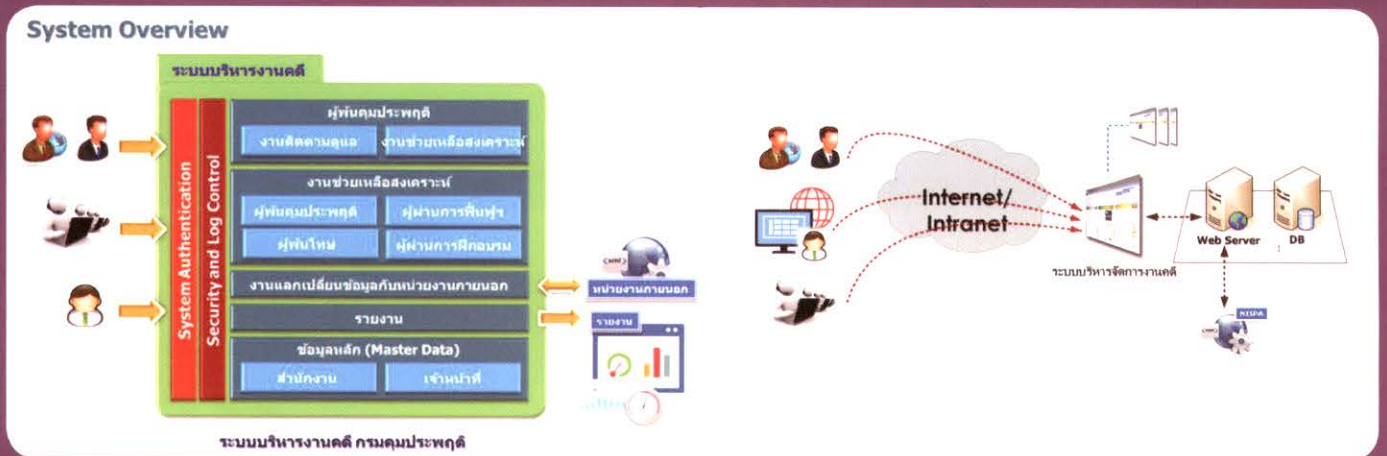 System Overview
ระบบบริหารงานคดี
System Authentication
Security and Log Control
ผู้พ้นคุมประพฤติ
งานติดตามดูแล
งานช่วยเหลือสงเคราะห์
งานช่วยเหลือสงเคราะห์
ผู้พ้นคุมประพฤติ
ผู้ผ่านการฟื้นฟูฯ
ผู้พ้นโทษ
ผู้ผ่านการฝึกอบรม
งานแลกเปลี่ยนข้อมูลกับหน่วยงานภายนอก
รายงาน
ข้อมูลหลัก (Master Data)
สำนักงาน
เจ้าหน้าที่
หน่วยงานภายนอก
รายงาน
ระบบบริหารงานคดี กรมคุมประพฤติ
Internet/
Intranet
ระบบบริหารจัดการงานคดี
Web Server
DB
NISPA